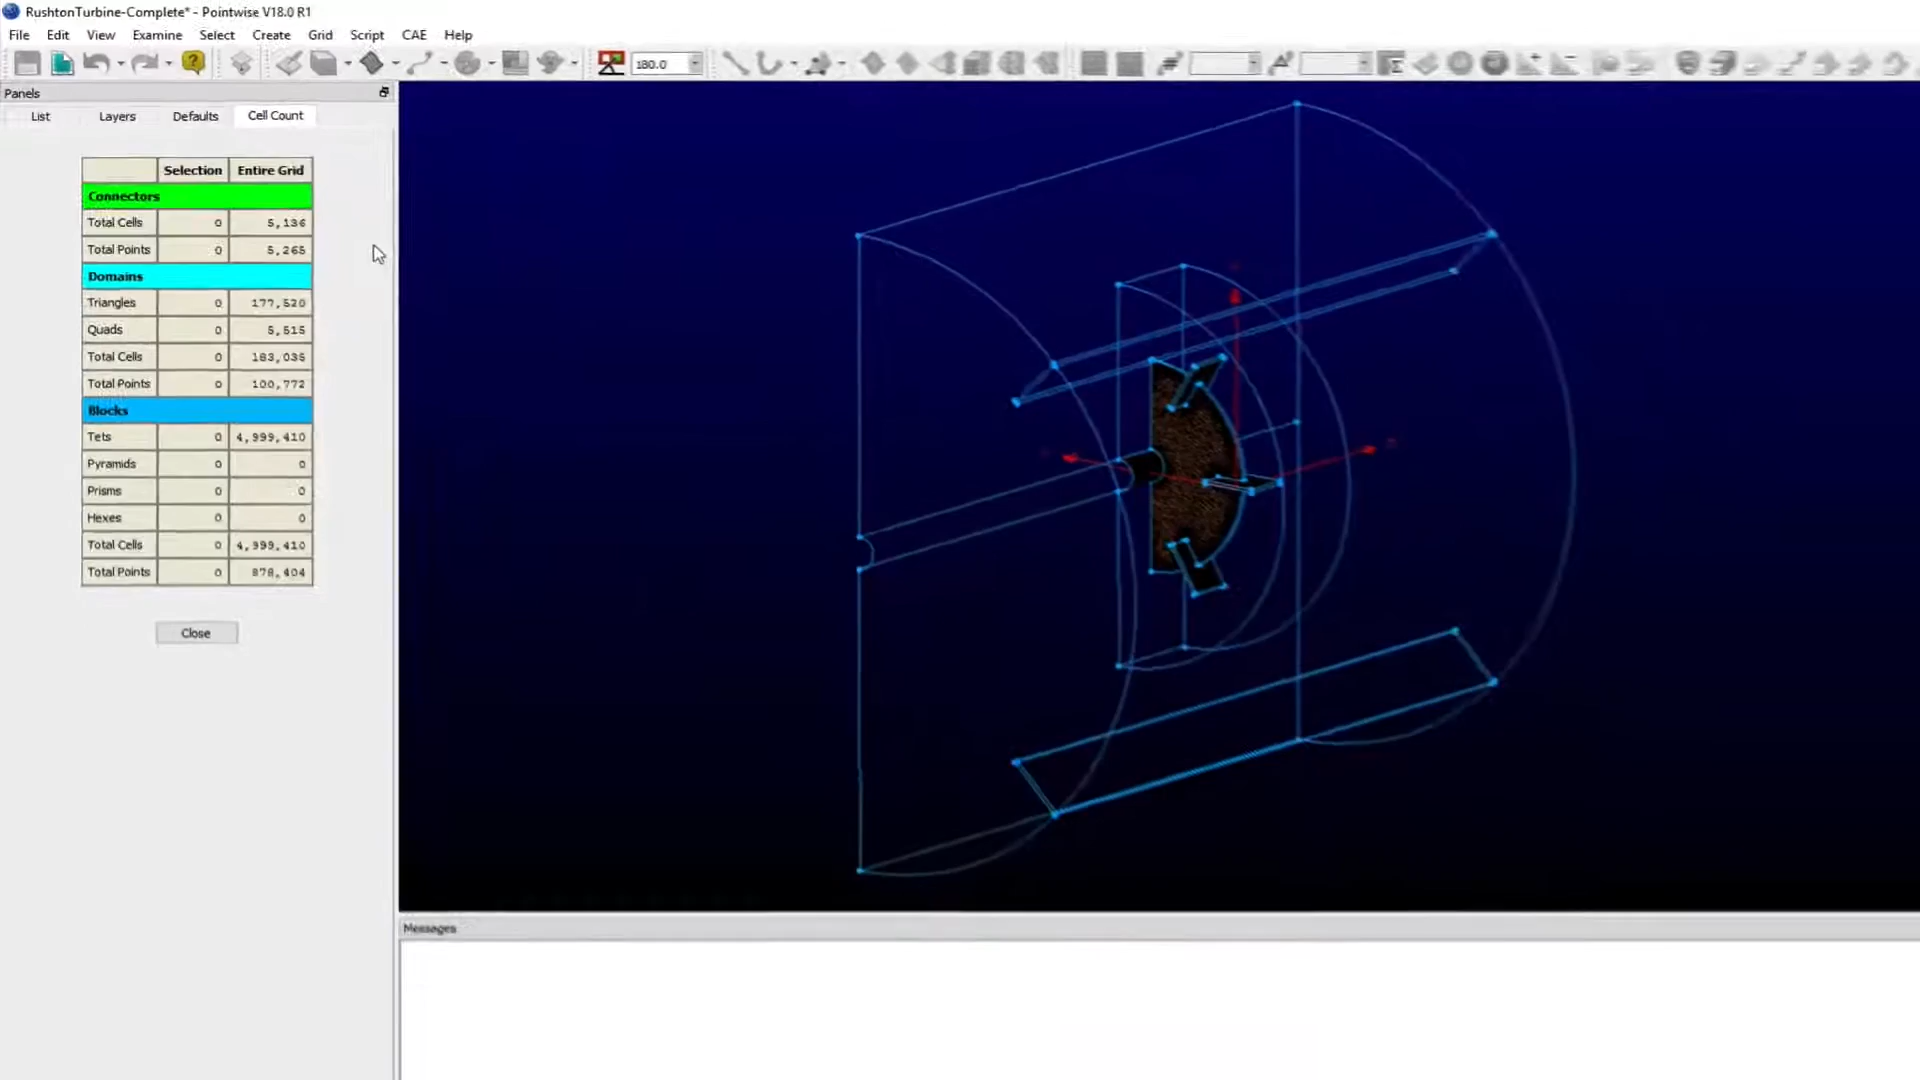 RushtonTurbine-Complete* - Pointwise V18.0 R1
File Edit View Examine Select Create Grid Script CAE Help
180.0
Panels
List Layers Defaults Cell Count
Selection Entire Grid
Connectors
Total Cells 0 5,136
Total Points 0 5,265
Domains
Triangles 0 177,520
Quads 0 5,515
Total Cells 0 183,035
Total Points 0 100,772
Blocks
Tets 0 4,999,410
Pyramids 0 0
Prisms 0 0
Hexes 0 0
Total Cells 0 4,999,410
Total Points 0 878,404
Close
Messages